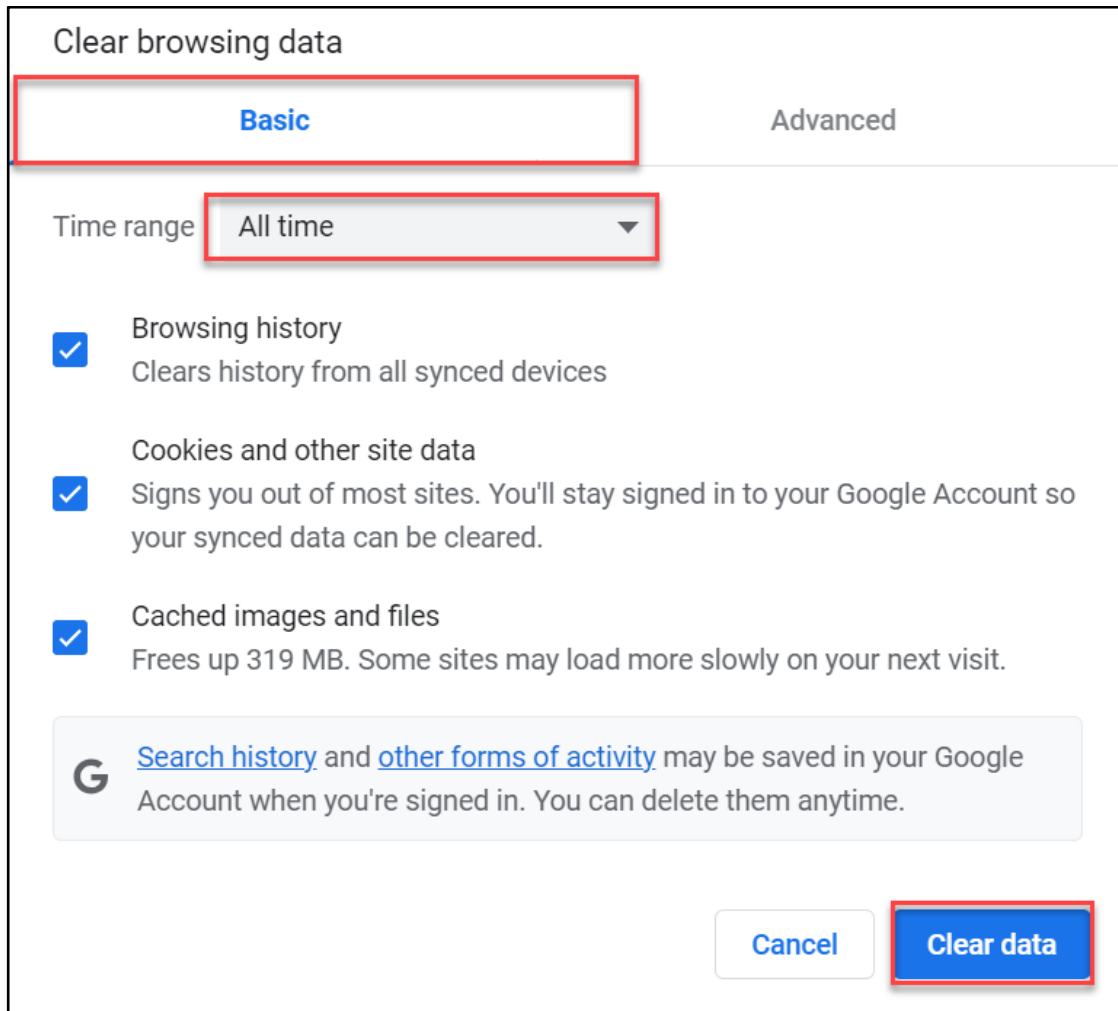 Clear browsing data
Basic
Advanced
Time range
All time
Browsing history
Clears history from all synced devices
Cookies and other site data
Signs you out of most sites. You'll stay signed in to your Google Account so
your synced data can be cleared.
Cached images and files
Frees up 319 MB. Some sites may load more slowly on your next visit.
G
Search history and other forms of activity may be saved in your Google
Account when you're signed in. You can delete them anytime.
Cancel
Clear data